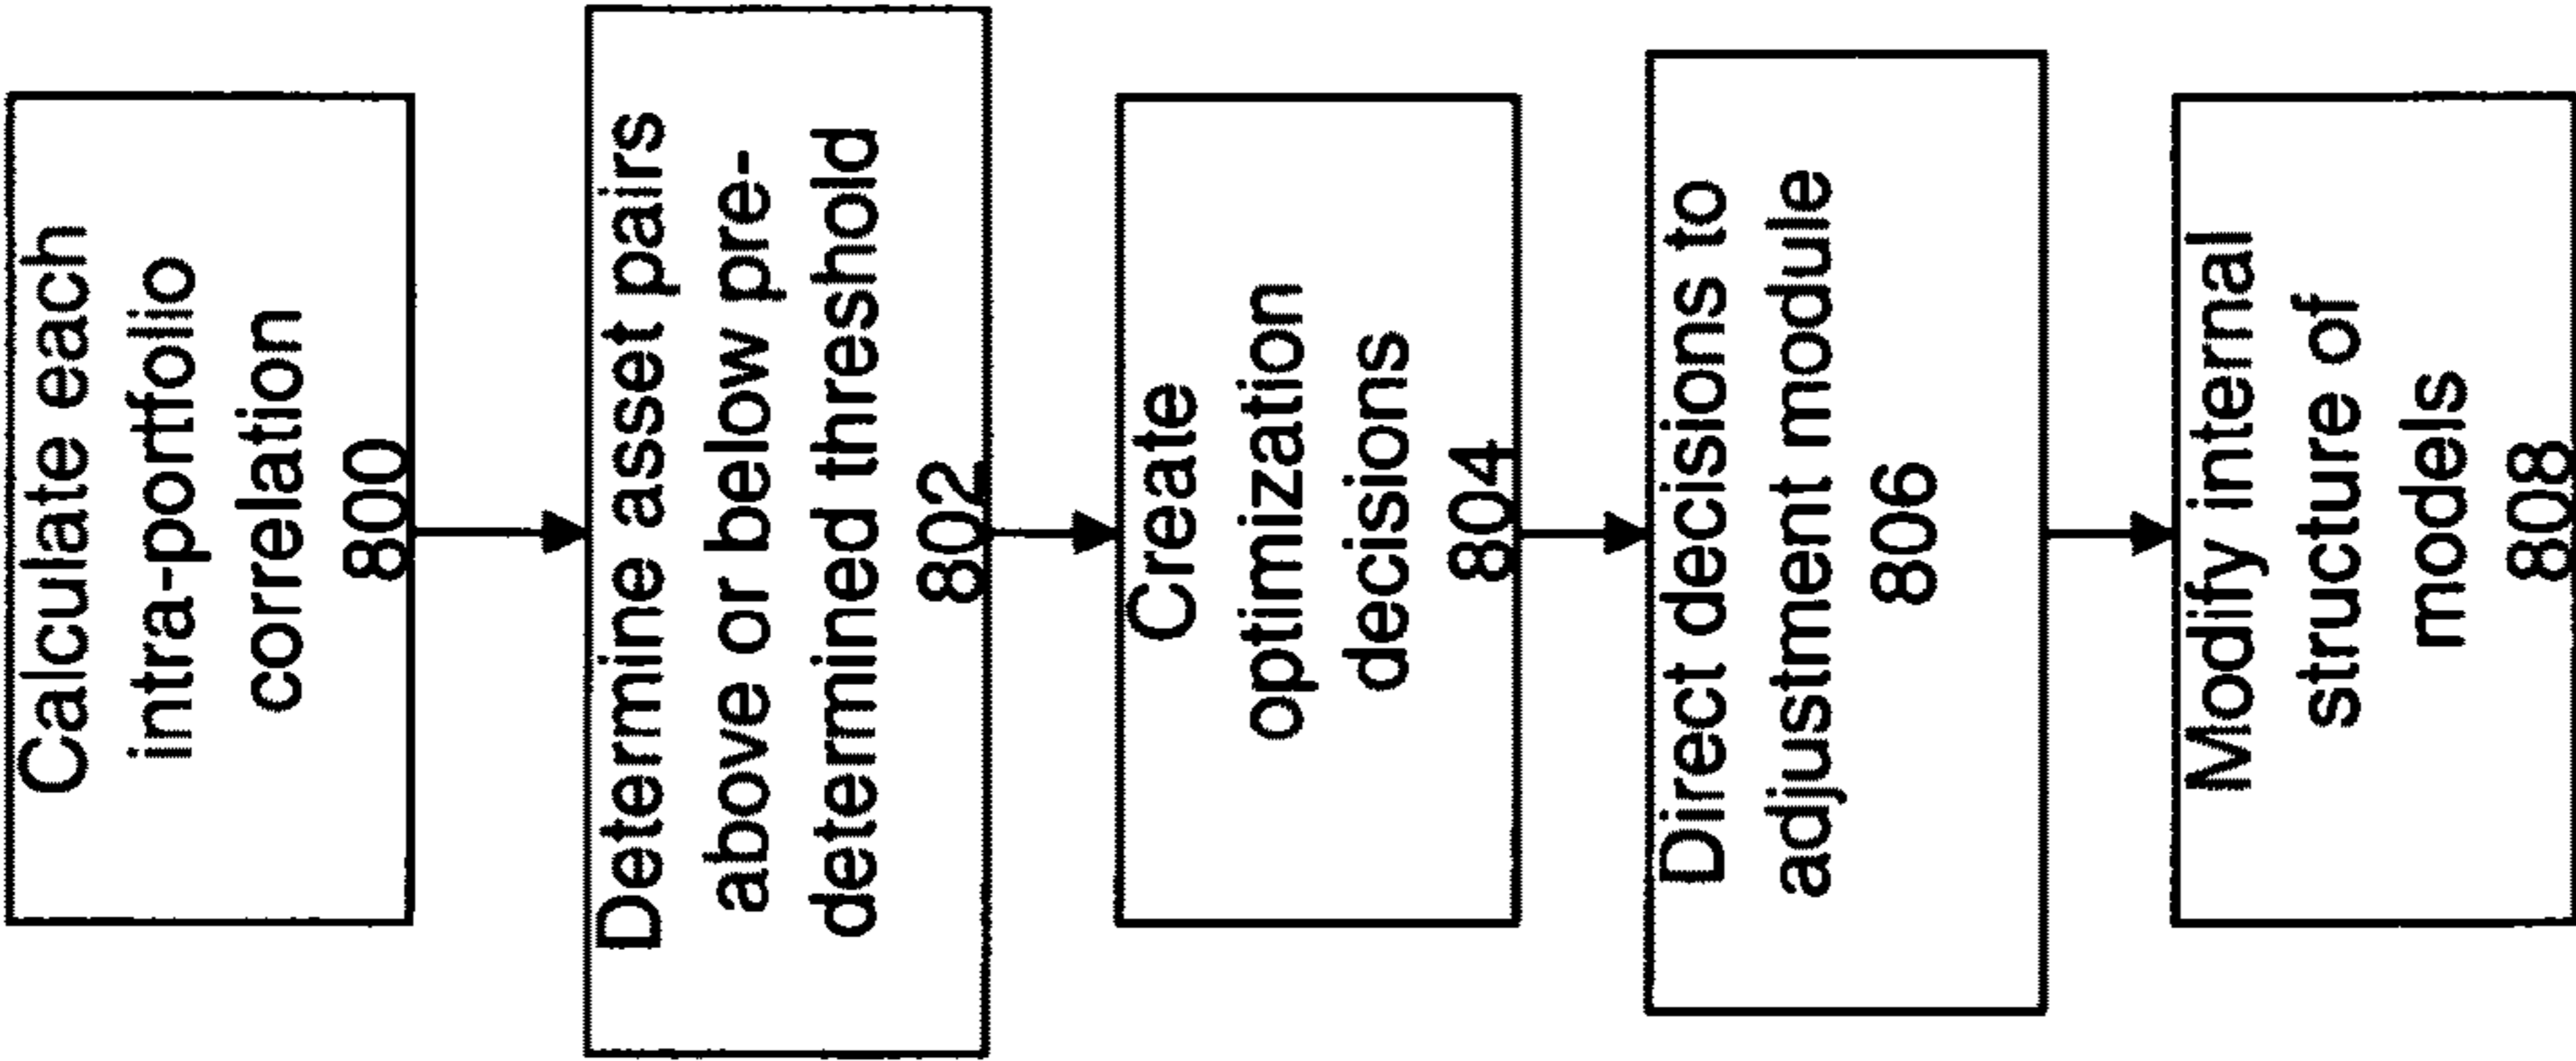 Calculate each
intra-portfolio
correlation
800
Determine asset pairs
above or below pre-
determined threshold
802
Create
optimization
decisions
804
Direct decisions to
adjustment module
806
Modify internal
structure of
models
808